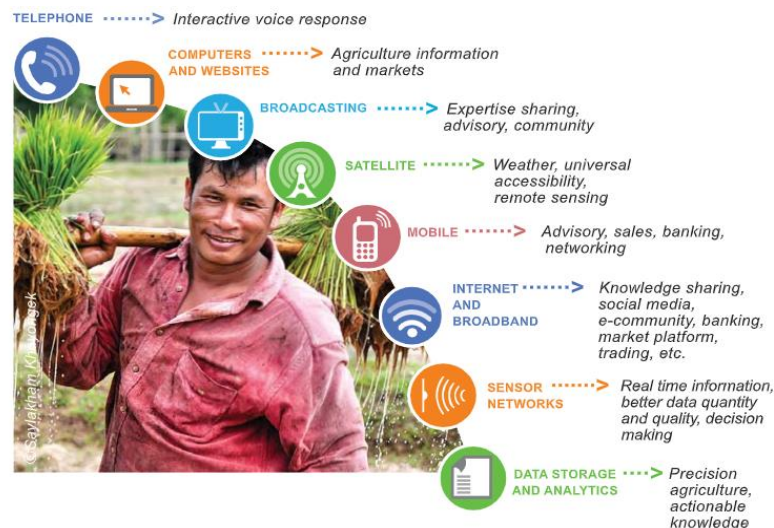 TELEPHONE Interactive voice response
COMPUTERS AND WEBSITES Agriculture information
and markets
BROADCASTING Expertise sharing,
advisory, community
SATELLITE Weather, universal
accessibility,
remote sensing
MOBILE Advisory, sales, banking,
networking
INTERNET
AND
BROADBAND
Knowledge sharing,
social media,
e-community, banking,
market platform,
trading, etc.
SENSOR
NETWORKS
Real time information,
better data quantity
and quality, decision
making
DATA STORAGE
AND ANALYTICS
Precision
agriculture,
actionable
knowledge